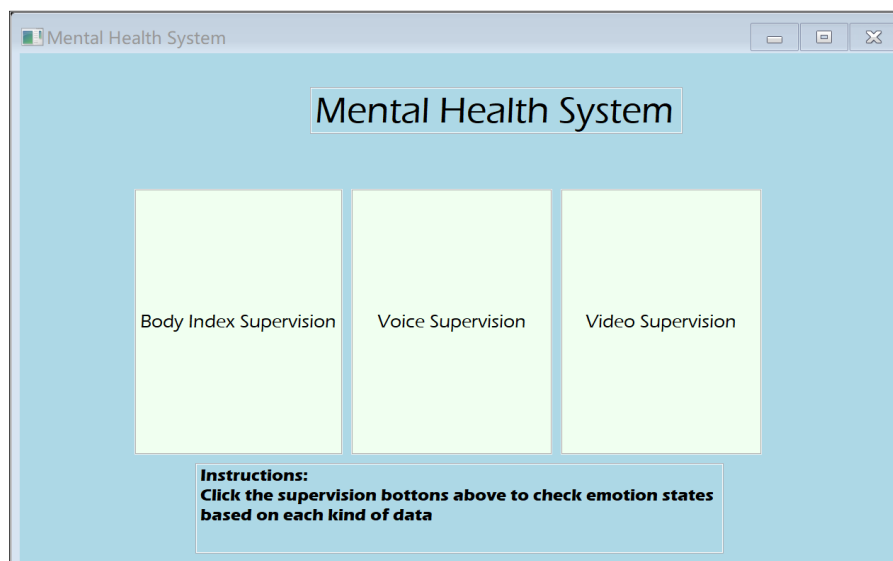 Mental Health System
Mental Health System
Body Index Supervision
Voice Supervision
Video Supervision
Instructions:
Click the supervision bottons above to check emotion states
based on each kind of data